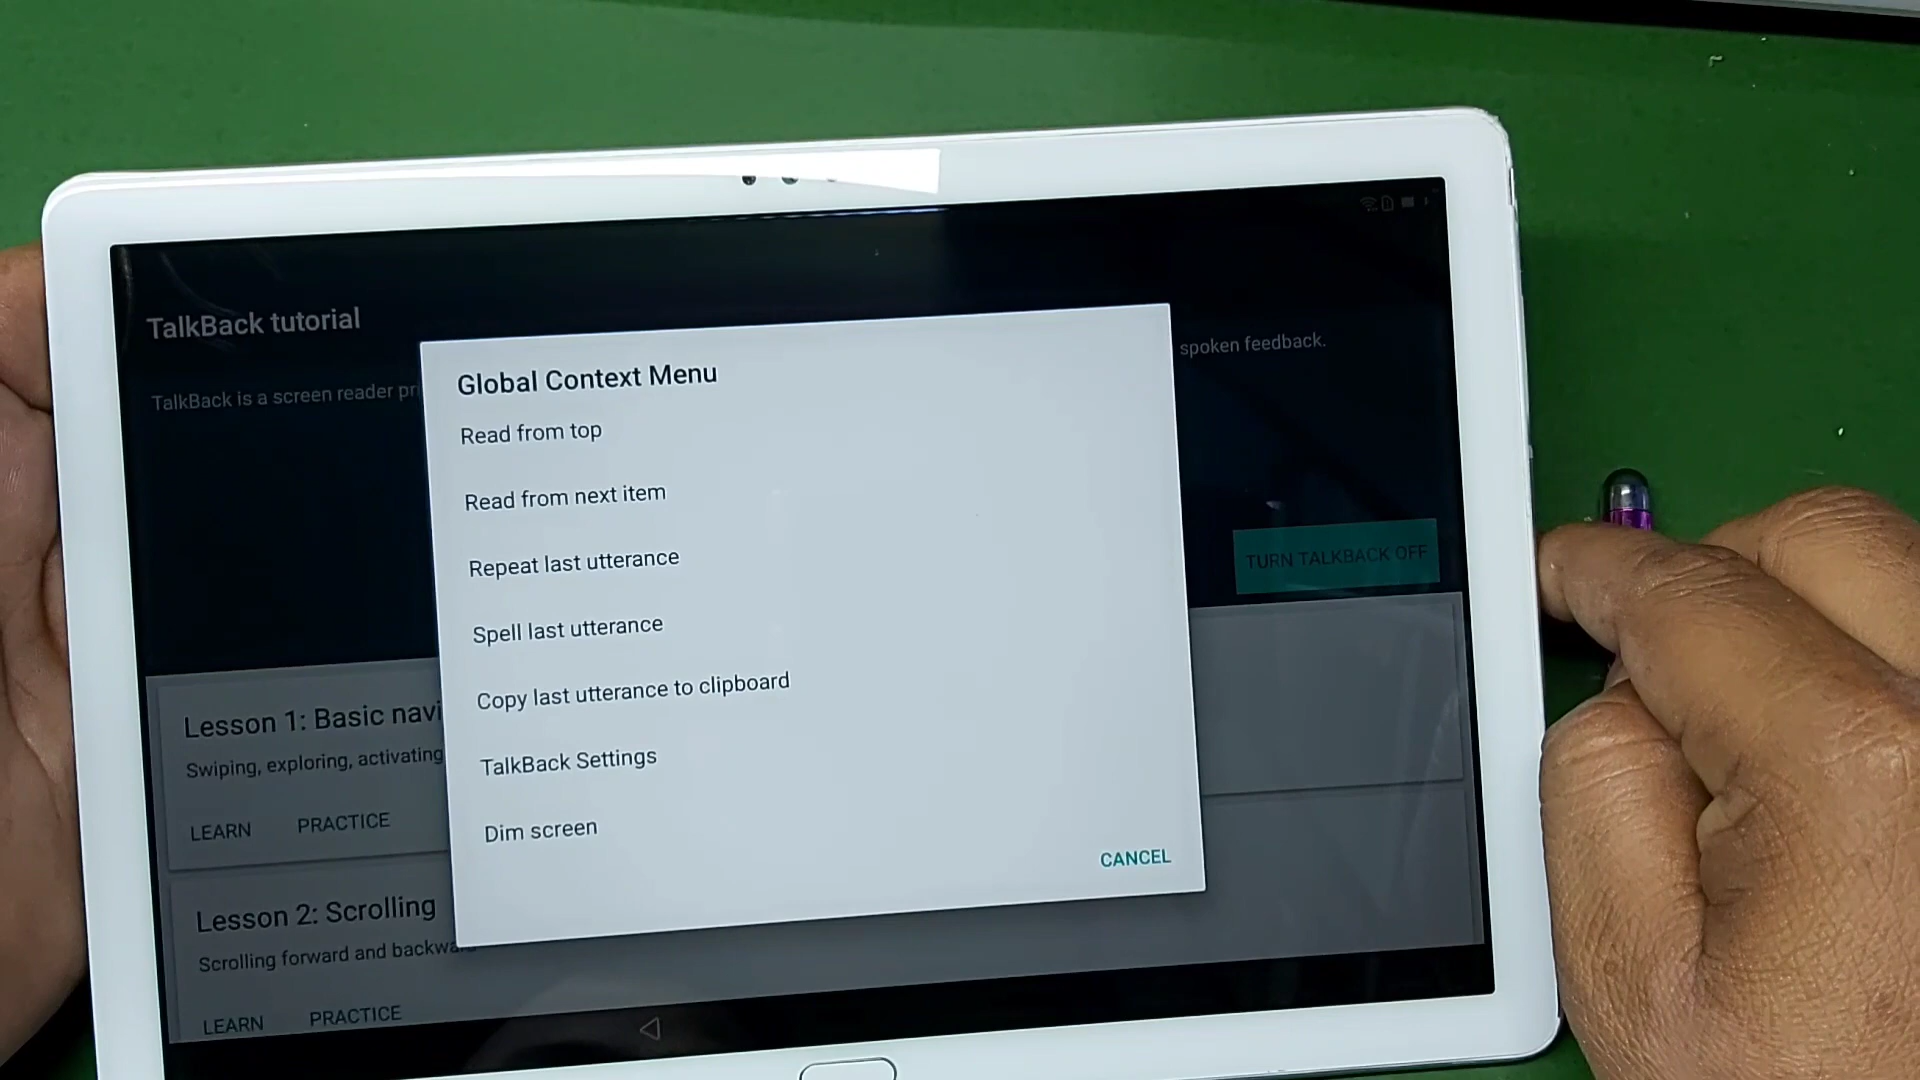 TalkBack tutorial
TalkBack is a screen reader pri
spoken feedback.
Global Context Menu
Read from top
Read from next item
Repeat last utterance
Spell last utterance
Copy last utterance to clipboard
TalkBack Settings
Dim screen
CANCEL
TURN TALKBACK OFF
Lesson 1: Basic navi
Swiping, exploring, activating
LEARN PRACTICE
Lesson 2: Scrolling
Scrolling forward and backwa
LEARN PRACTICE